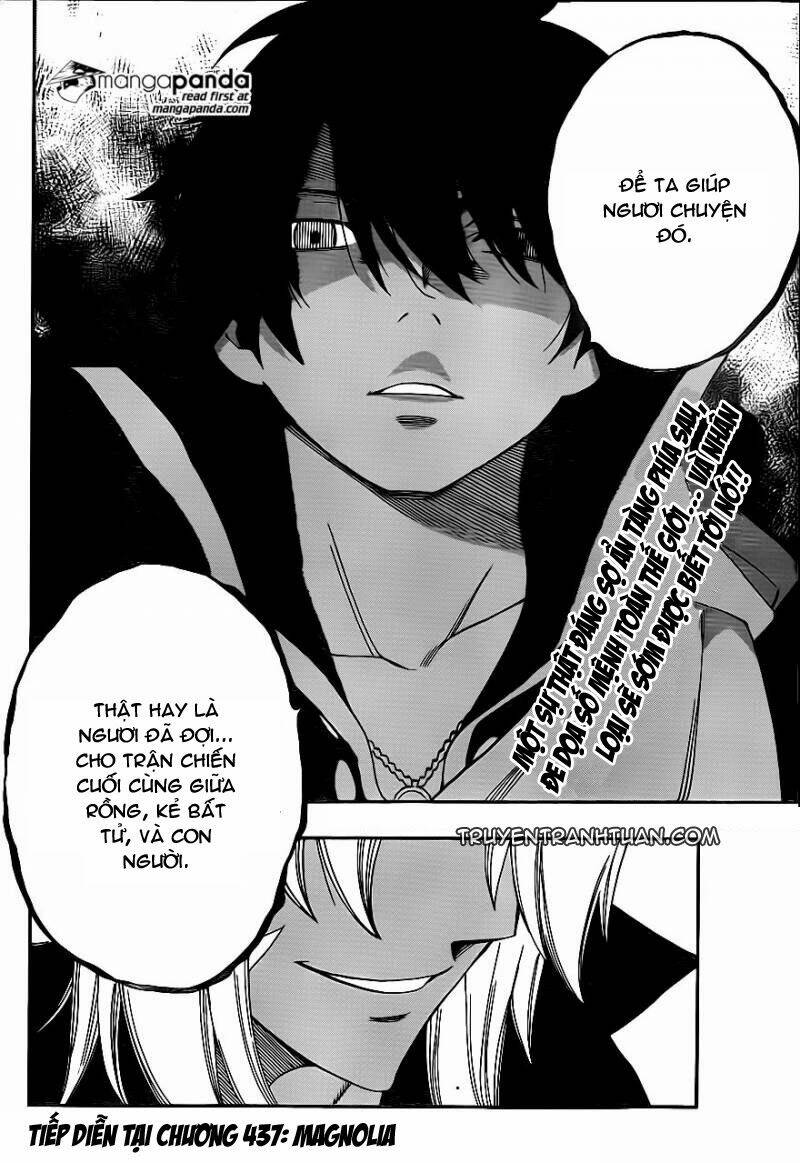 mangapanda
read first at
mangapanda.com
ĐỂ TA GIÚP
NGƯƠI CHUYỆN
ĐÓ.
MỘT SỰ THẬT ĐÁNG SỢ ẨN TÀNG PHÍA SAU,
ĐE DỌA SỐ MỆNH TOÀN THẾ GIỚI... VÀ NHÂN
LOẠI SẼ SỚM ĐƯỢC BIẾT TỚI NÓ!!
THẬT HAY LÀ
NGƯƠI ĐÃ ĐỢI...
CHO TRẬN CHIẾN
CUỐI CÙNG GIỮA
RỒNG, KẺ BẤT
TỬ, VÀ CON
NGƯỜI.
TRUYENTRANHTUAN.COM
TIẾP DIỄN TẠI CHƯƠNG 437: MAGNOLIA